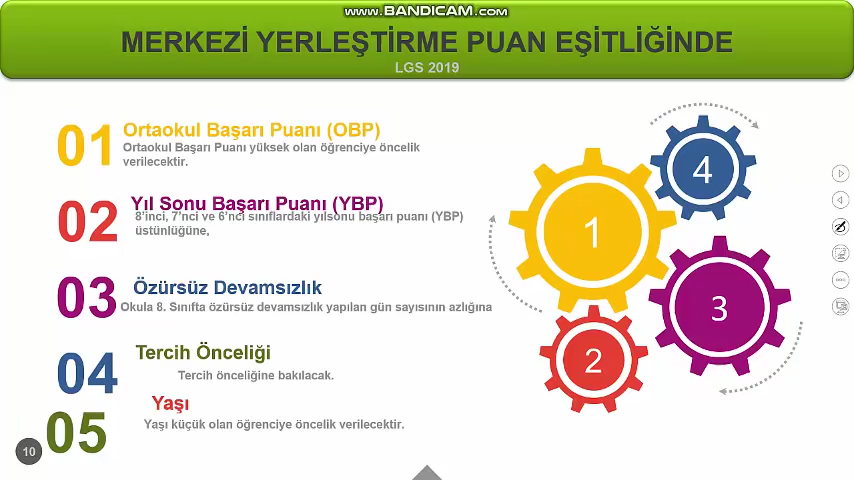 www.BANDICAM.com
MERKEZİ YERLEŞTİRME PUAN EŞİTLİĞİNDE
LGS 2019
01
Ortaokul Başarı Puanı (OBP)
Ortaokul Başarı Puanı yüksek olan öğrenciye öncelik
verilecektir.
02
Yıl Sonu Başarı Puanı (YBP)
8’inci, 7’nci ve 6’ncı sınıflardaki yılsonu başarı puanı (YBP)
üstünlüğüne,
03
Özürsüz Devamsızlık
Okula 8. Sınıfta özürsüz devamsızlık yapılan gün sayısının azlığına
04
Tercih Önceliği
Tercih önceliğine bakılacak.
05
Yaşı
Yaşı küçük olan öğrenciye öncelik verilecektir.
10
1
4
3
2